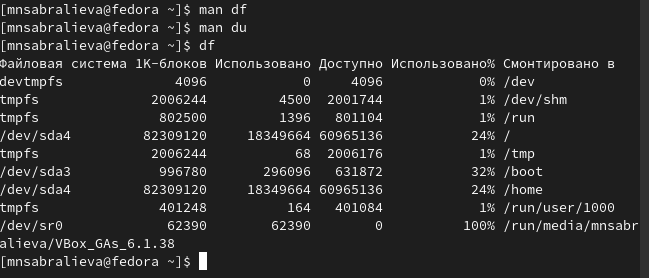 [mnsabralieva@fedora ~]$ man df
[mnsabralieva@fedora ~]$ man du
[mnsabralieva@fedora ~]$ df
Файловая система 1K-блоков Использовано Доступно Использовано% Смонтировано в
devtmpfs 4096 0 4096 0% /dev
tmpfs 2006244 4500 2001744 1% /dev/shm
tmpfs 802500 1396 801104 1% /run
/dev/sda4 82309120 18349664 60965136 24% /
tmpfs 2006244 68 2006176 1% /tmp
/dev/sda3 996780 296096 631872 32% /boot
/dev/sda4 82309120 18349664 60965136 24% /home
tmpfs 401248 164 401084 1% /run/user/1000
/dev/sr0 62390 62390 0 100% /run/media/mnsabr
alieva/VBox_GAs_6.1.38
[mnsabralieva@fedora ~]$